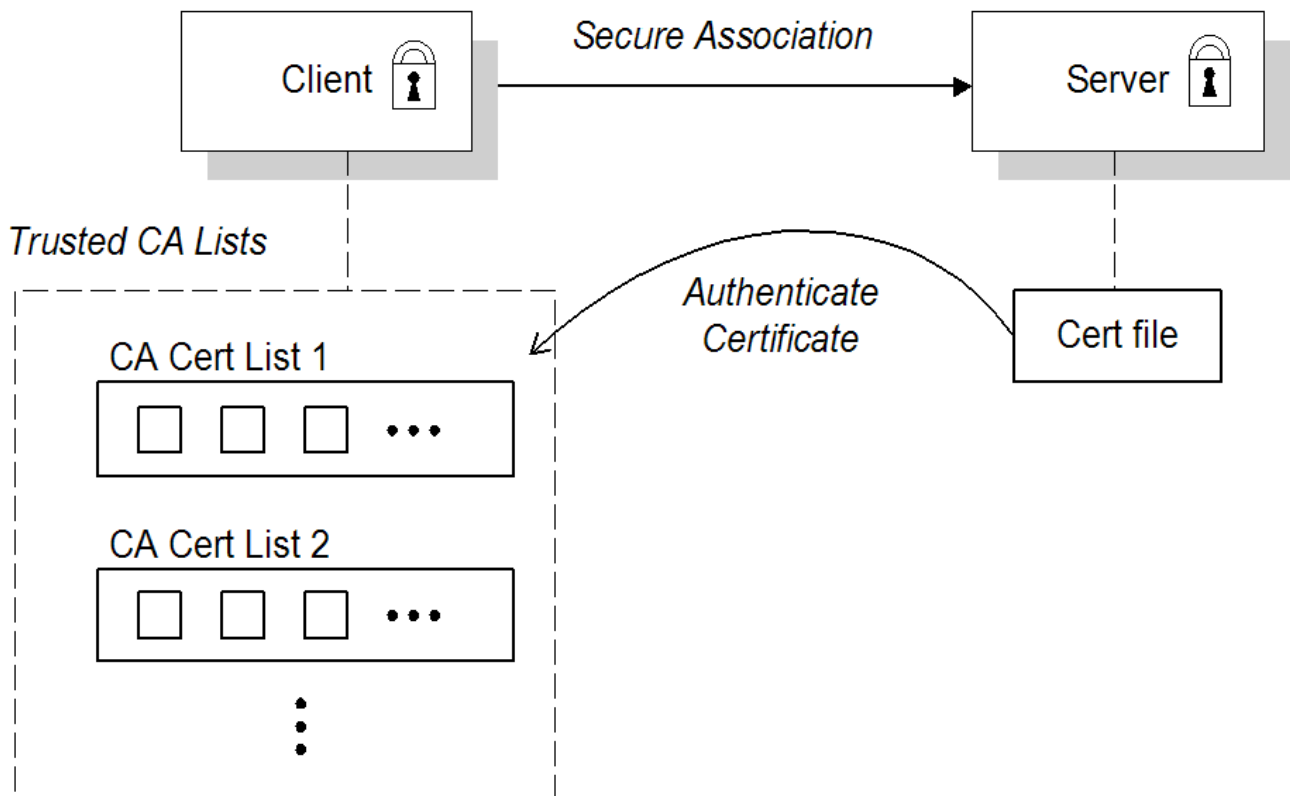 Secure Association
Client
Server
Trusted CA Lists
Authenticate
Certificate
Cert file
CA Cert List 1
CA Cert List 2